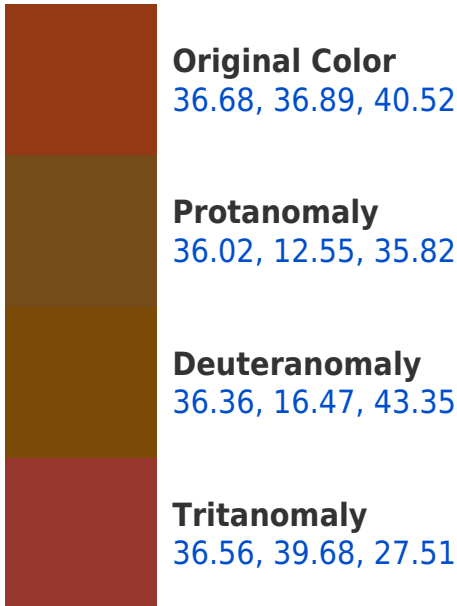 Original Color
36.68, 36.89, 40.52
Protanomaly
36.02, 12.55, 35.82
Deuteranomaly
36.36, 16.47, 43.35
Tritanomaly
36.56, 39.68, 27.51